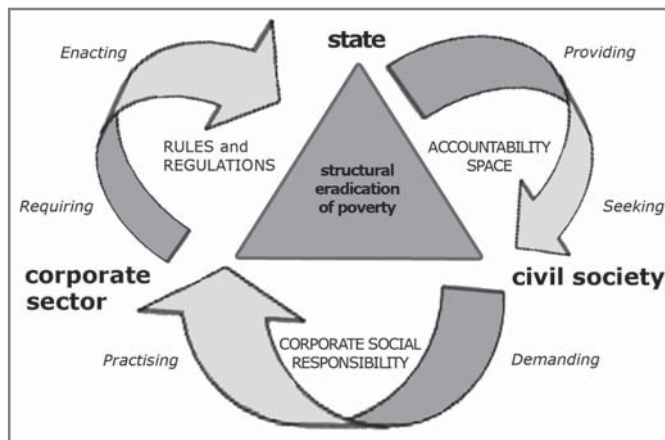 state
Enacting
Providing
RULES and
REGULATIONS
ACCOUNTABILITY
SPACE
structural
eradication
of poverty
Requiring
Seeking
corporate
sector
civil society
CORPORATE SOCIAL
RESPONSIBILITY
Practising
Demanding